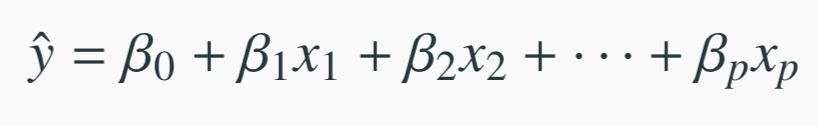 ŷ = β₀ + β₁x₁ + β₂x₂ + · · · + βₚxₚ